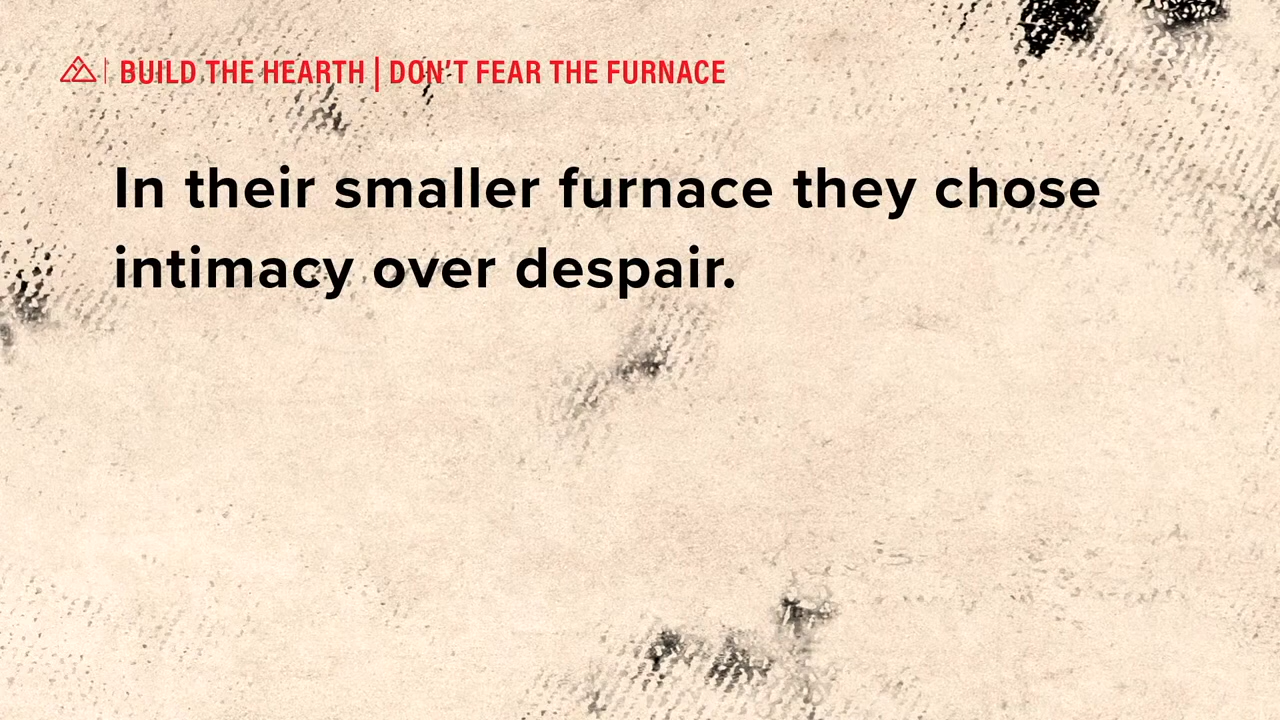 BUILD THE HEARTH | DON'T FEAR THE FURNACE
In their smaller furnace they chose
intimacy over despair.